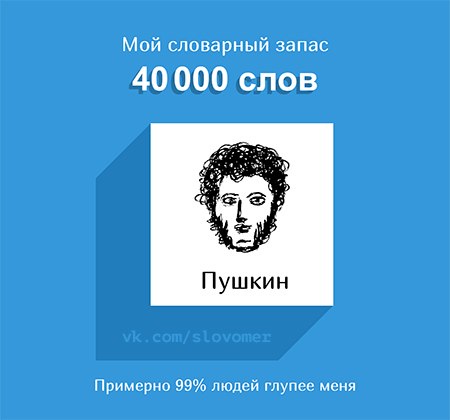 Мой словарный запас
40 000 слов
Пушкин
vk.com/slovomer
Примерно 99% людей глупее меня